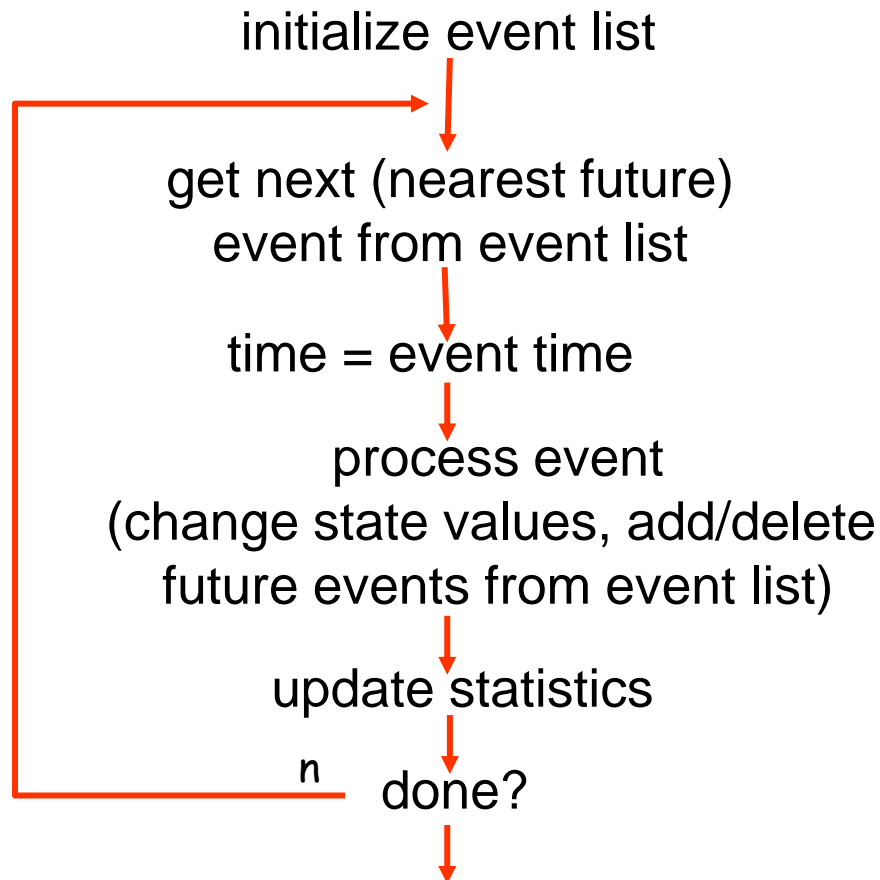 initialize event list
get next (nearest future)
event from event list
time = event time
process event
(change state values, add/delete
future events from event list)
update statistics
n
done?